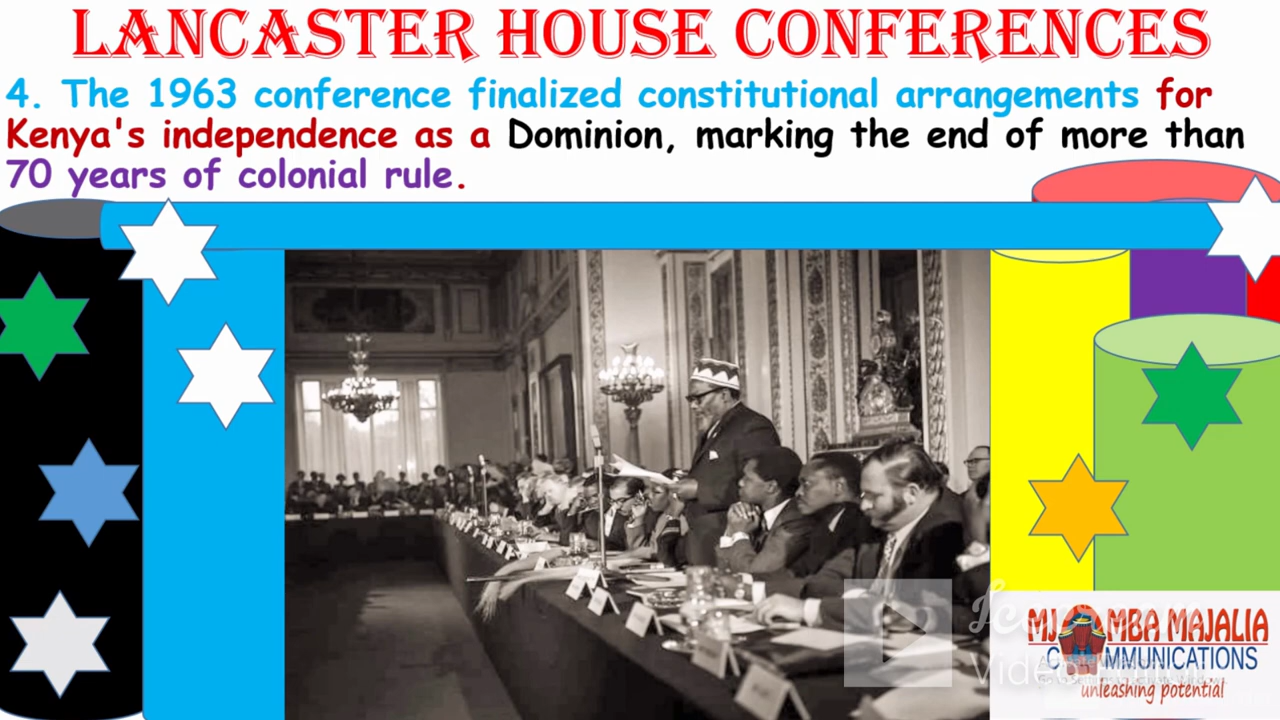 LANCASTER HOUSE CONFERENCES
4. The 1963 conference finalized constitutional arrangements for
Kenya's independence as a Dominion, marking the end of more than
70 years of colonial rule.
MJOMBA MAJALIA
COMMUNICATIONS
unleashing potential